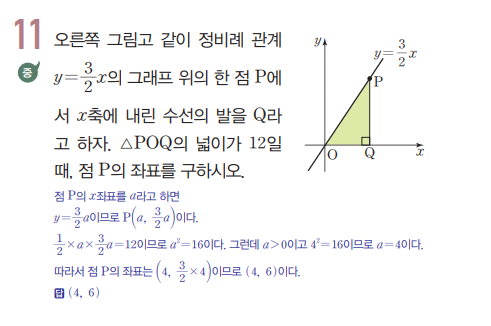 11
중
오른쪽 그림과 같이 정비례 관계
y=3/2x의 그래프 위의 한 점 P에
서 x축에 내린 수선의 발을 Q라
고 하자. △POQ의 넓이가 12일
때, 점 P의 좌표를 구하시오.
y
y=3/2x
P
O
Q
x
점 P의 x좌표를 a라고 하면
y=3/2a이므로 P(a, 3/2a)이다.
1/2×a×3/2a=12이므로 a²=16이다. 그런데 a>0이고 4²=16이므로 a=4이다.
따라서 점 P의 좌표는 (4, 3/2×4)이므로 (4, 6)이다.
답 (4, 6)